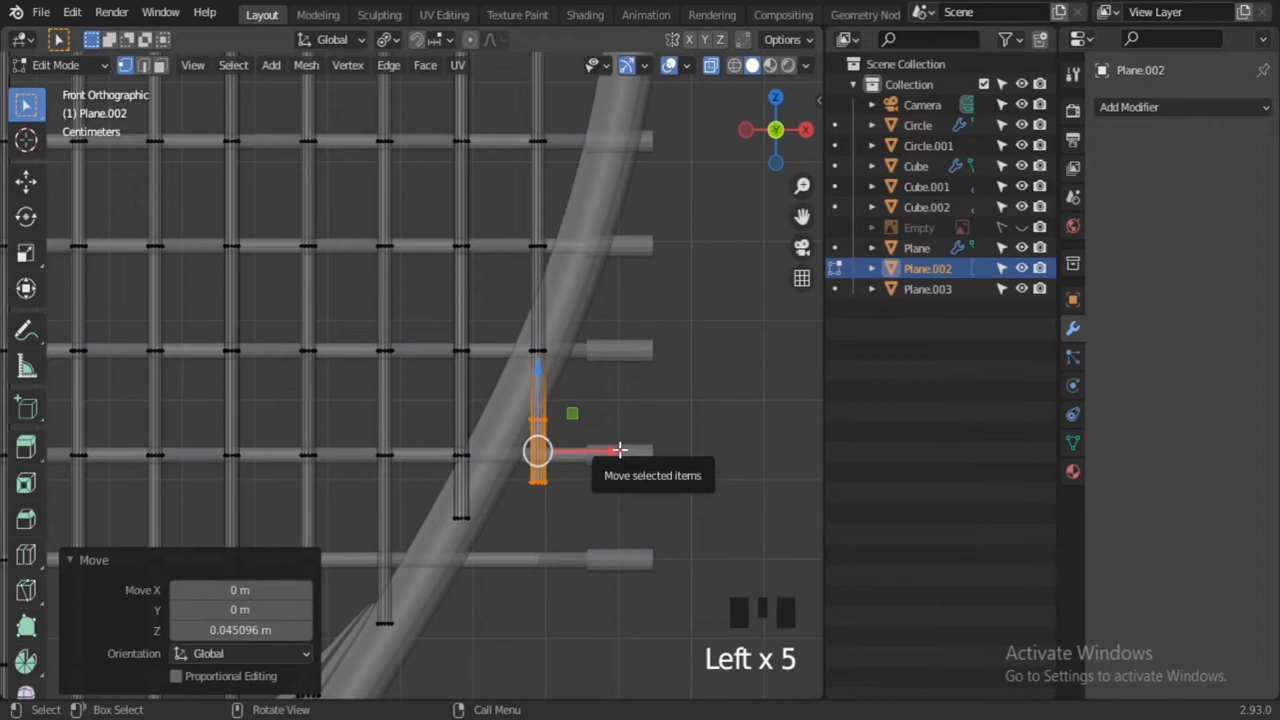 File Edit Render Window Help Layout Modeling Sculpting UV Editing Texture Paint Shading Animation Rendering Compositing Geometry Nod Scene View Layer
Global X Y Z Options
Edit Mode View Select Add Mesh Vertex Edge Face UV
Front Orthographic
(1) Plane.002
Centimeters
Z
Y
X
Move selected items
Move
Move X 0 m
Y 0 m
Z 0.045096 m
Orientation Global
Proportional Editing
Left x 5
Scene Collection
Collection
Camera
Circle
Circle.001
Cube
Cube.001
Cube.002
Empty
Plane
Plane.002
Plane.003
Plane.002
Add Modifier
Activate Windows
Go to Settings to activate Windows.
Select Box Select Rotate View Call Menu 2.93.0